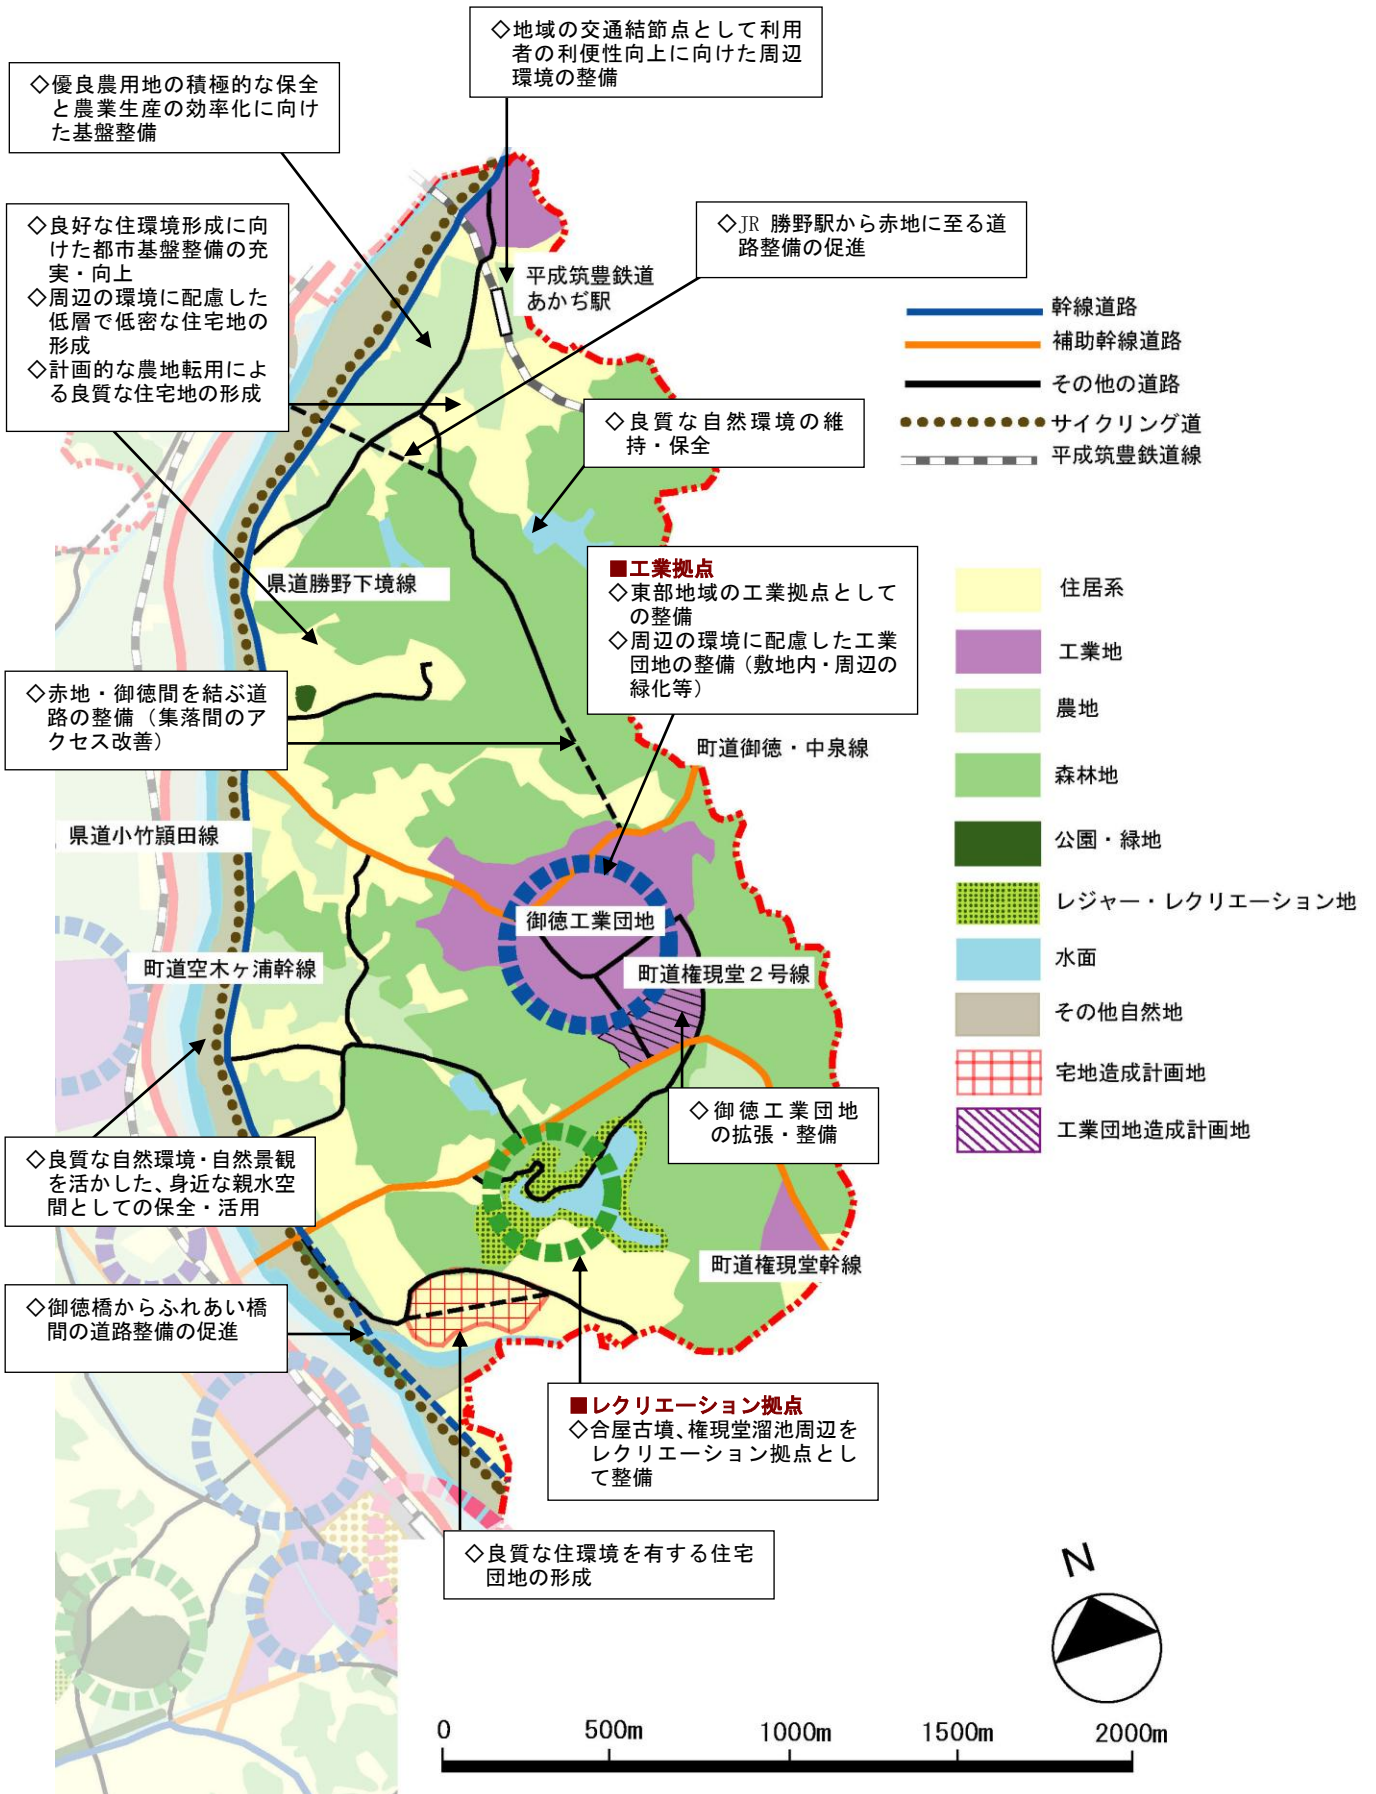 ◇地域の交通結節点として利用
者の利便性向上に向けた周辺
環境の整備
◇優良農用地の積極的な保全
と農業生産の効率化に向け
た基盤整備
◇良好な住環境形成に向
けた都市基盤整備の充
実・向上
◇周辺の環境に配慮した
低層で低密な住宅地の
形成
◇計画的な農地転用によ
る良質な住宅地の形成
◇JR 勝野駅から赤地に至る道
路整備の促進
平成筑豊鉄道
あかぢ駅
幹線道路
補助幹線道路
その他の道路
サイクリング道
平成筑豊鉄道線
◇良質な自然環境の維
持・保全
県道勝野下境線
■工業拠点
◇東部地域の工業拠点として
の整備
◇周辺の環境に配慮した工業
団地の整備（敷地内・周辺の
緑化等）
◇赤地・御徳間を結ぶ道
路の整備（集落間のア
クセス改善）
町道御徳・中泉線
県道小竹頴田線
御徳工業団地
町道空木ヶ浦幹線
町道権現堂２号線
住居系
工業地
農地
森林地
公園・緑地
レジャー・レクリエーション地
水面
その他自然地
宅地造成計画地
工業団地造成計画地
◇御徳工業団地
の拡張・整備
◇良質な自然環境・自然景観
を活かした、身近な親水空
間としての保全・活用
町道権現堂幹線
◇御徳橋からふれあい橋
間の道路整備の促進
■レクリエーション拠点
◇合屋古墳、権現堂溜池周辺を
レクリエーション拠点とし
て整備
◇良質な住環境を有する住宅
団地の形成
N
0 500m 1000m 1500m 2000m